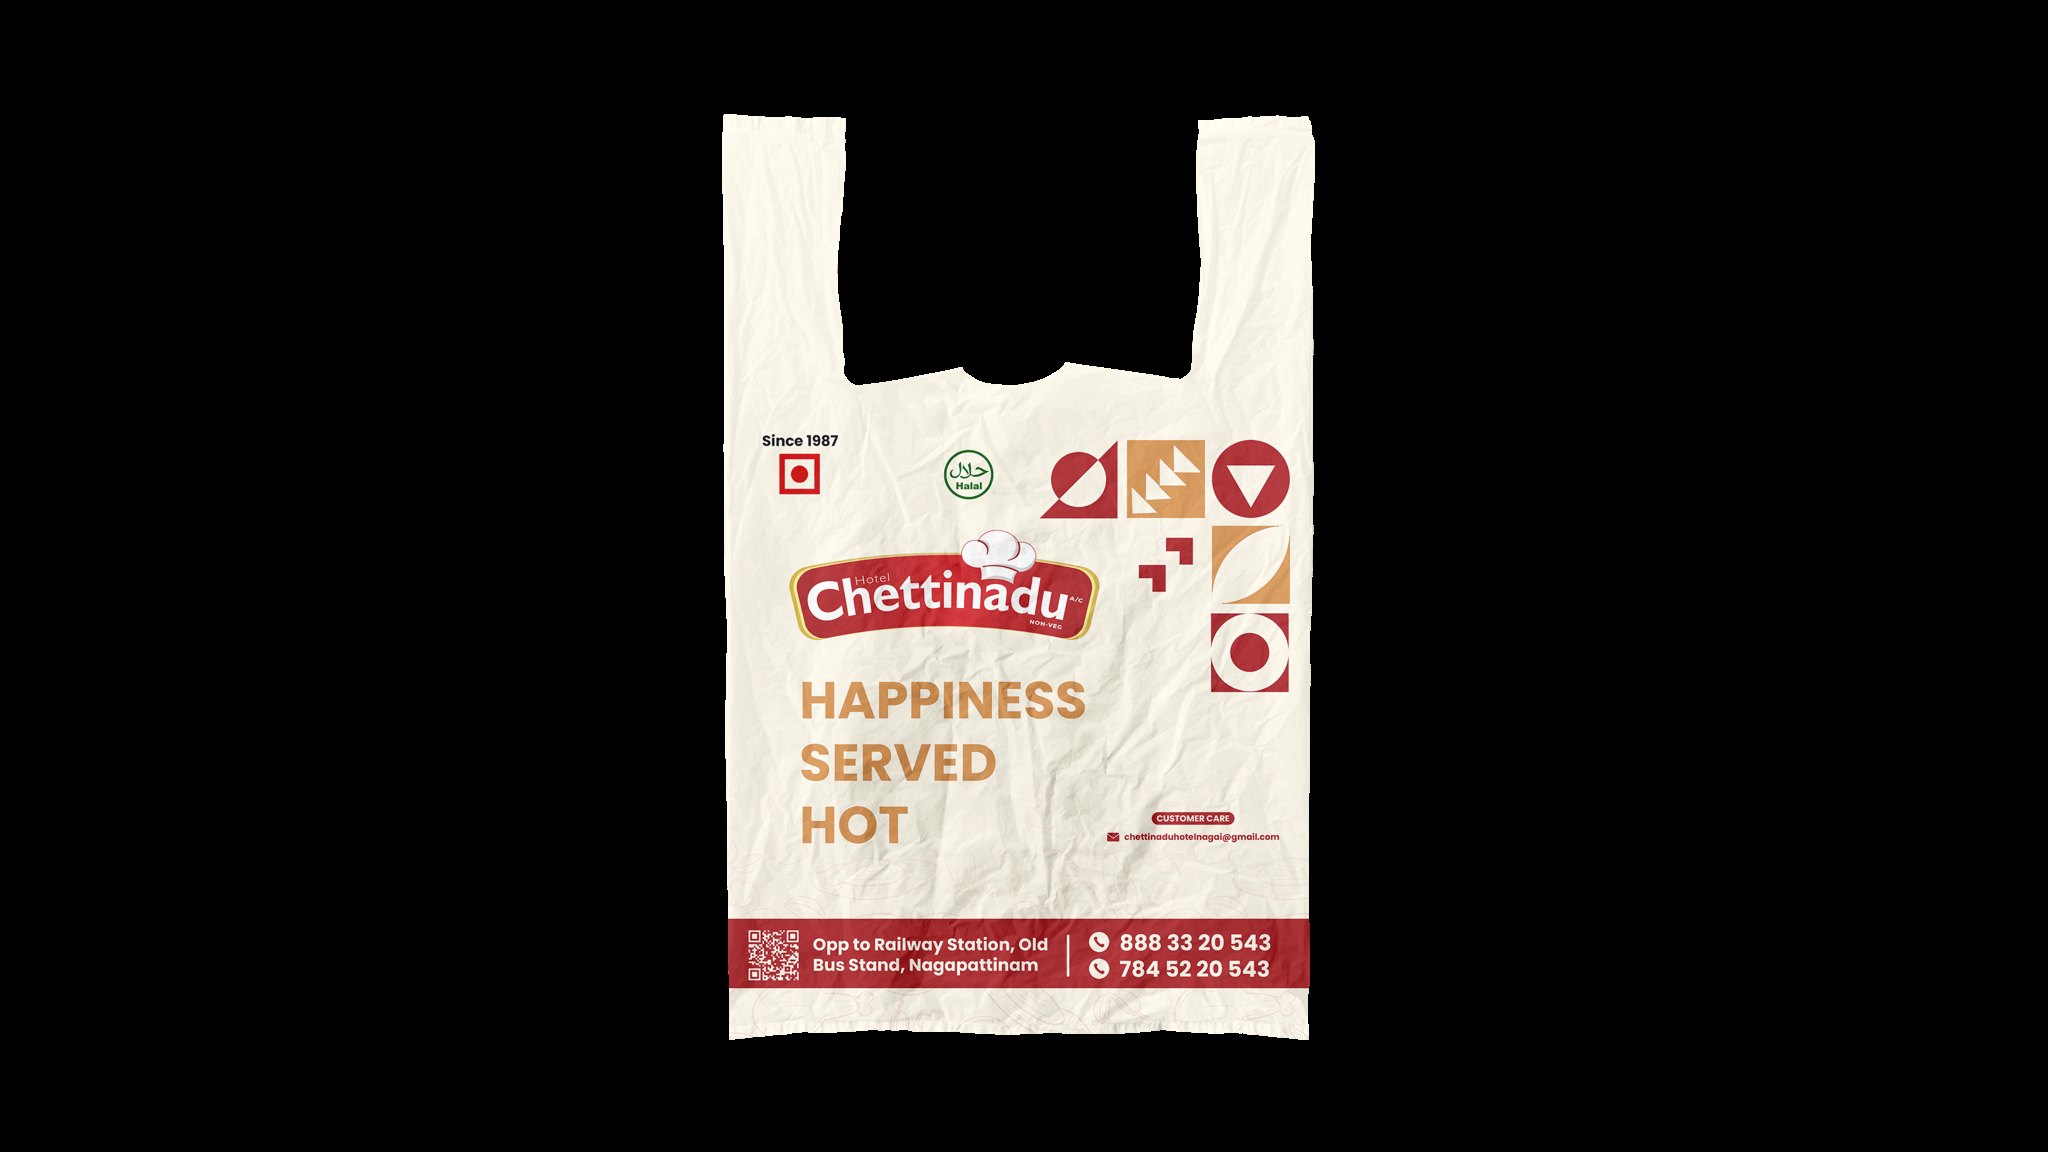 Since 1987
حلال
Halal
Hotel
Chettinadu A/C
NON-VEG
HAPPINESS
SERVED
HOT
CUSTOMER CARE
chettinaduhotelnagai@gmail.com
Opp to Railway Station, Old
Bus Stand, Nagapattinam
888 33 20 543
784 52 20 543